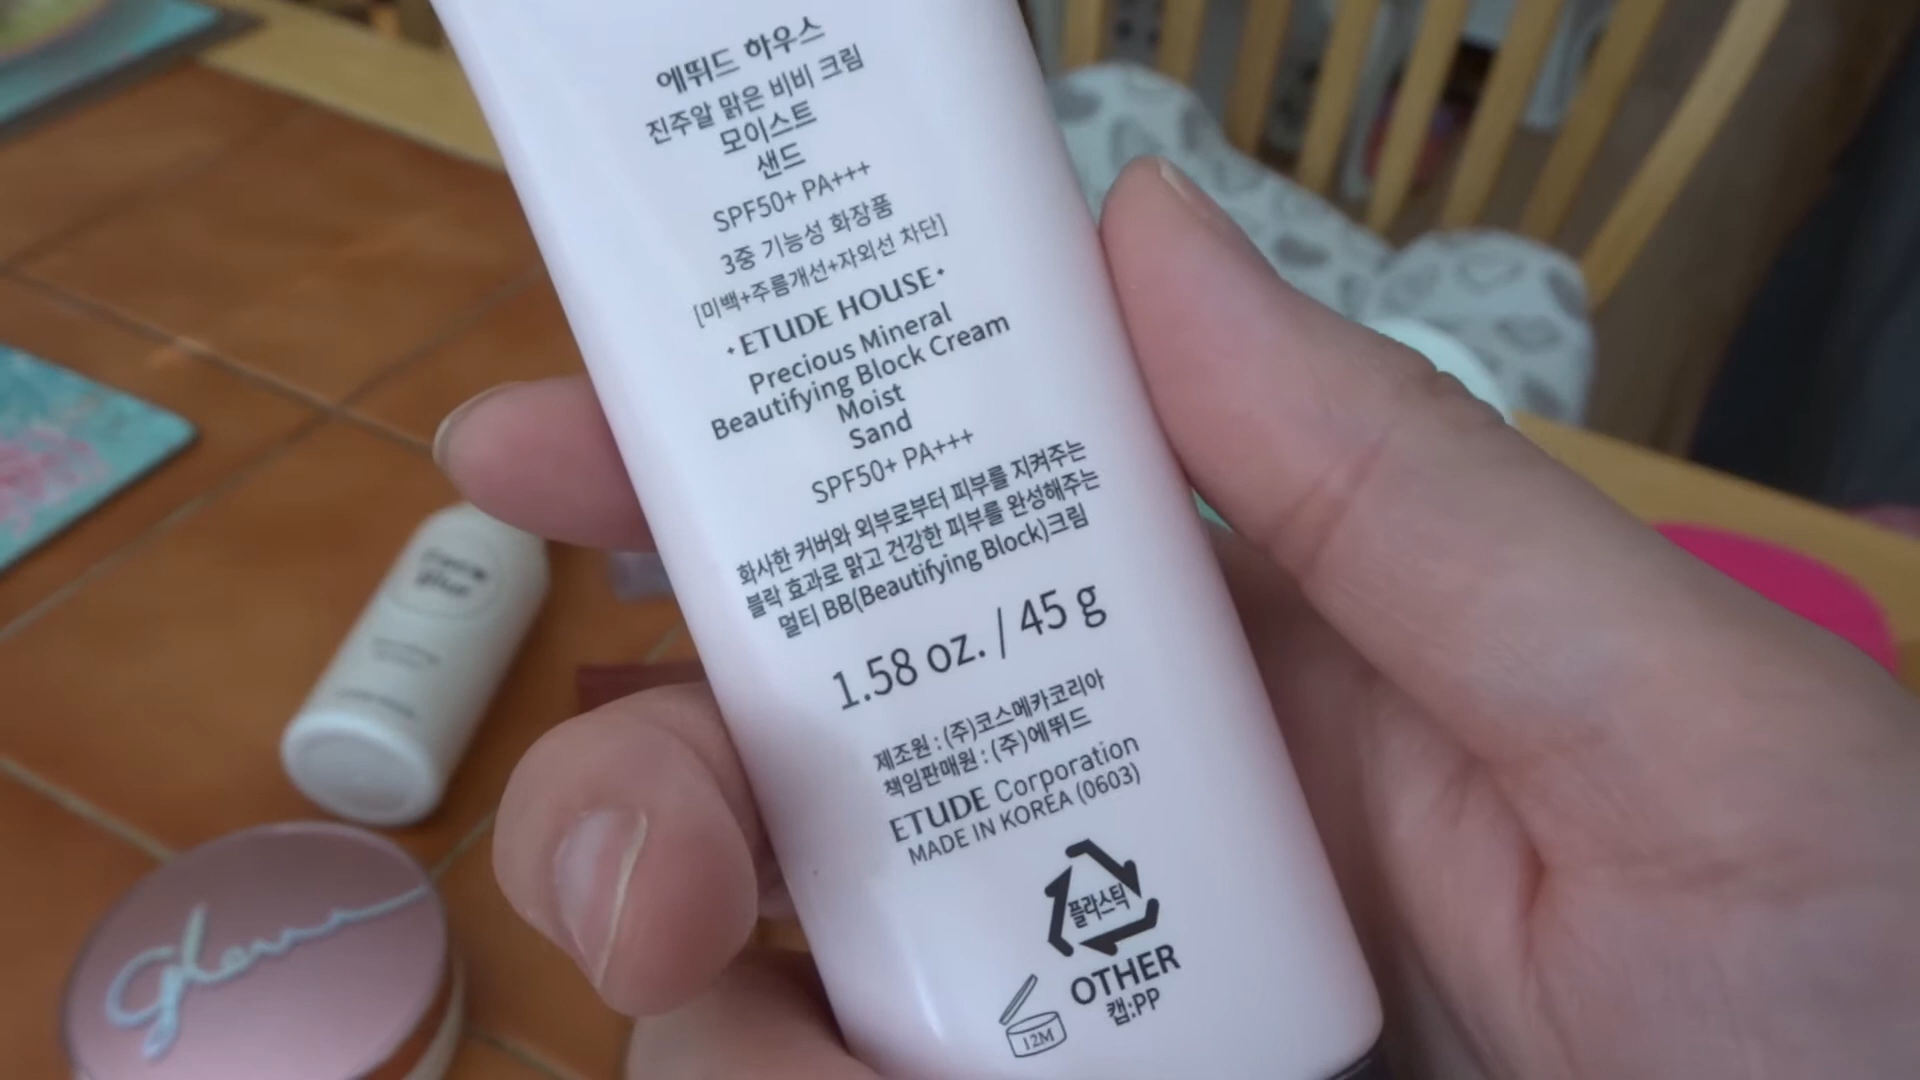 에뛰드 하우스
진주알 맑은 비비 크림
모이스트
샌드
SPF50+ PA+++
3중 기능성 화장품
[미백+주름개선+자외선 차단]
ETUDE HOUSE
Precious Mineral
Beautifying Block Cream
Moist
Sand
SPF50+ PA+++
화사한 커버와 외부로부터 피부를 지켜주는
블락 효과로 맑고 건강한 피부를 완성해주는
멀티 BB(Beautifying Block)크림
1.58 oz. / 45 g
제조원 : (주)코스메카코리아
책임판매원 : (주)에뛰드
ETUDE Corporation
MADE IN KOREA (0603)
플라스틱
OTHER
캡:PP
12M